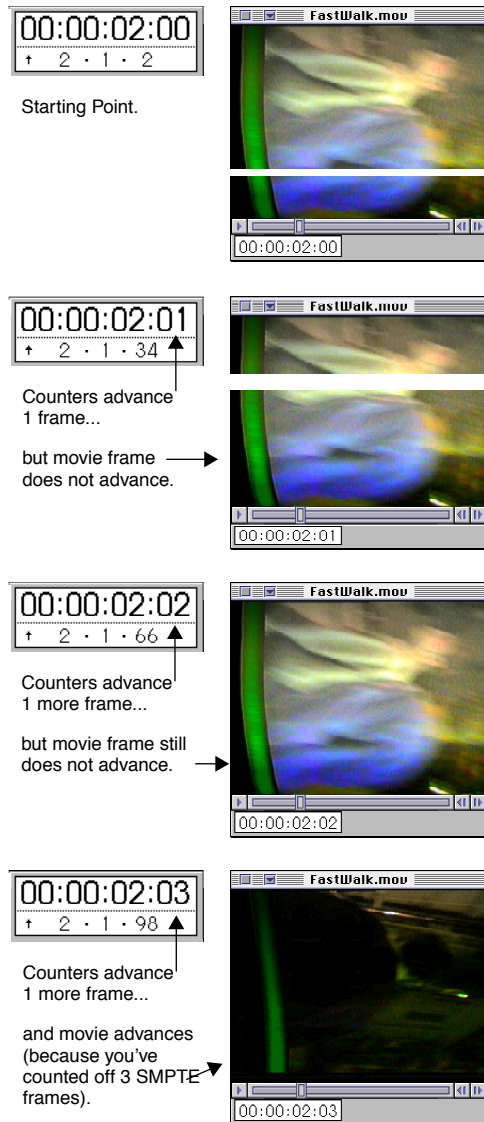 00:00:02:00
2 · 1 · 2
Starting Point.
FastWalk.mov
00:00:02:00
00:00:02:01
2 · 1 · 34
Counters advance
1 frame...
but movie frame
does not advance.
FastWalk.mov
00:00:02:01
00:00:02:02
2 · 1 · 66
Counters advance
1 more frame...
but movie frame still
does not advance.
FastWalk.mov
00:00:02:02
00:00:02:03
2 · 1 · 98
Counters advance
1 more frame...
and movie advances
(because you've
counted off 3 SMPTE
frames).
FastWalk.mov
00:00:02:03